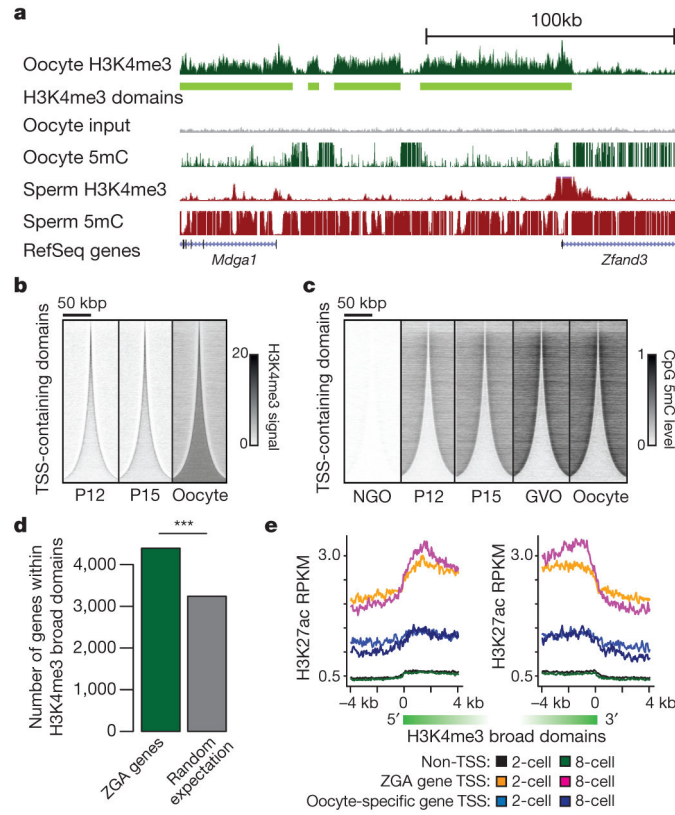 a
100kb
Oocyte H3K4me3
H3K4me3 domains
Oocyte input
Oocyte 5mC
Sperm H3K4me3
Sperm 5mC
RefSeq genes
Mdga1
Zfand3
b
50 kbp
TSS-containing domains
P12
P15
Oocyte
20
0
H3K4me3 signal
c
50 kbp
TSS-containing domains
NGO
P12
P15
GVO
Oocyte
1
0
CpG 5mC level
d
Number of genes within
H3K4me3 broad domains
4,000
3,000
2,000
1,000
0
***
ZGA genes
Random
expectation
e
H3K27ac RPKM
3.0
0.5
−4 kb
0
4 kb
H3K27ac RPKM
3.0
0.5
−4 kb
0
4 kb
5′
3′
H3K4me3 broad domains
Non-TSS: 2-cell 8-cell
ZGA gene TSS: 2-cell 8-cell
Oocyte-specific gene TSS: 2-cell 8-cell